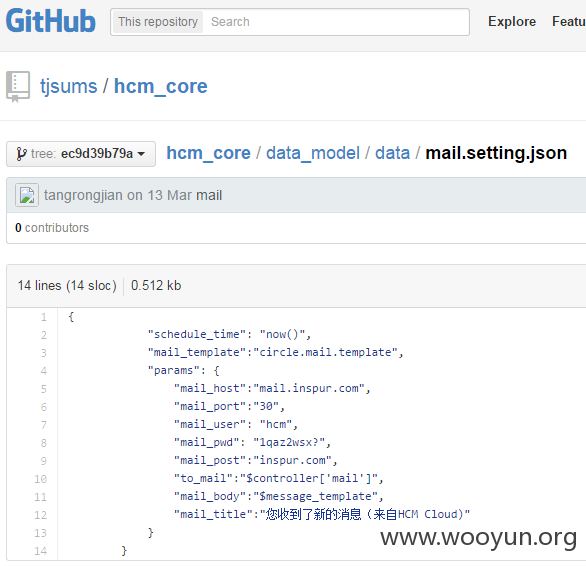 GitHub This repository Search Explore Featu
tjsums / hcm_core
tree: ec9d39b79a hcm_core / data_model / data / mail.setting.json
tangrongjian on 13 Mar mail
0 contributors
14 lines (14 sloc) 0.512 kb
1 {
2 "schedule_time": "now()",
3 "mail_template":"circle.mail.template",
4 "params": {
5 "mail_host":"mail.inspur.com",
6 "mail_port":"30",
7 "mail_user": "hcm",
8 "mail_pwd": "1qaz2wsx?",
9 "mail_post":"inspur.com",
10 "to_mail":"$controller['mail']",
11 "mail_body":"$message_template",
12 "mail_title":"您收到了新的消息（来自HCM Cloud)"
13 }
14 }
www.wooyun.org